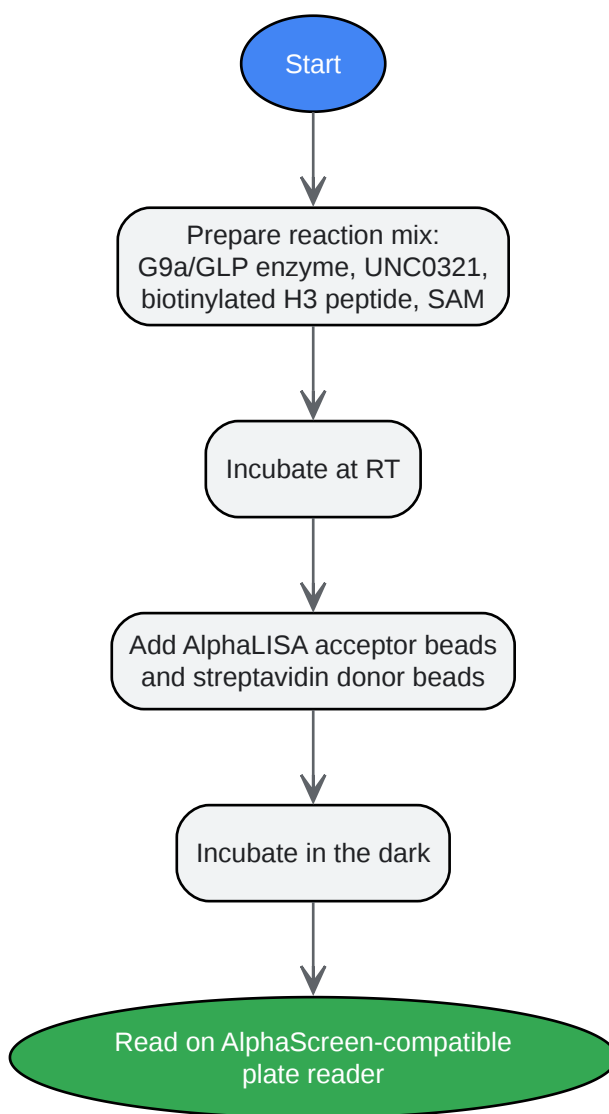 Start
Prepare reaction mix:
G9a/GLP enzyme, UNC0321,
biotinylated H3 peptide, SAM
Incubate at RT
Add AlphaLISA acceptor beads
and streptavidin donor beads
Incubate in the dark
Read on AlphaScreen-compatible
plate reader